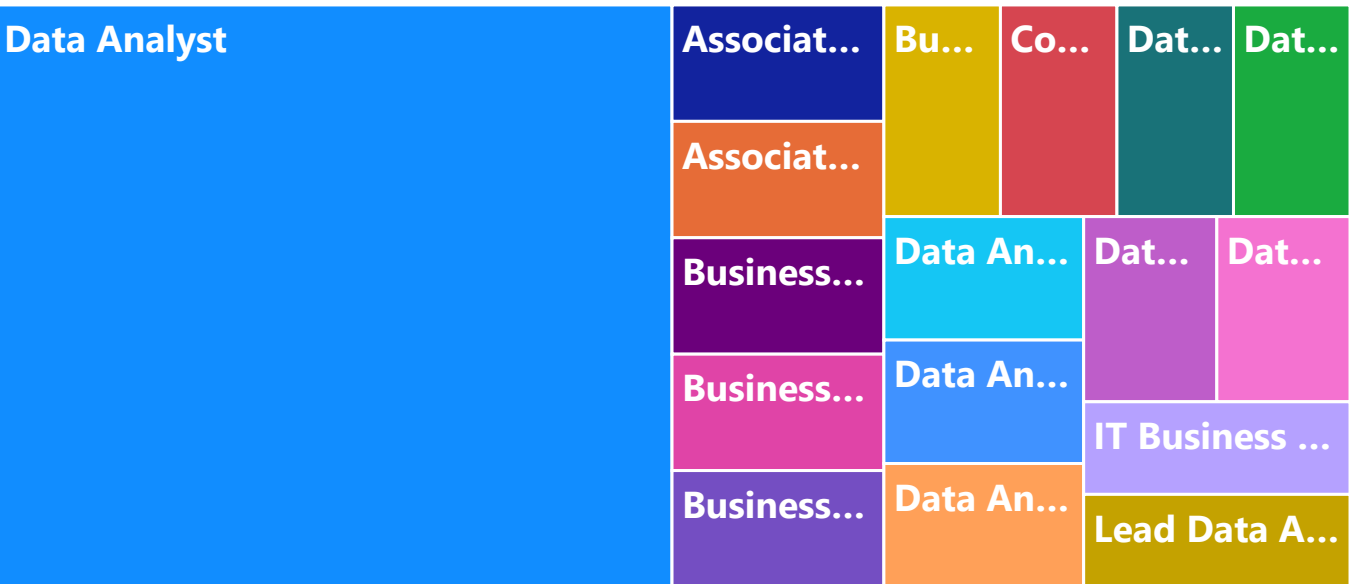 Data Analyst
Associat...
Associat...
Business...
Business...
Business...
Bu...
Co...
Dat...
Dat...
Data An...
Data An...
Data An...
Dat...
Dat...
IT Business ...
Lead Data A...